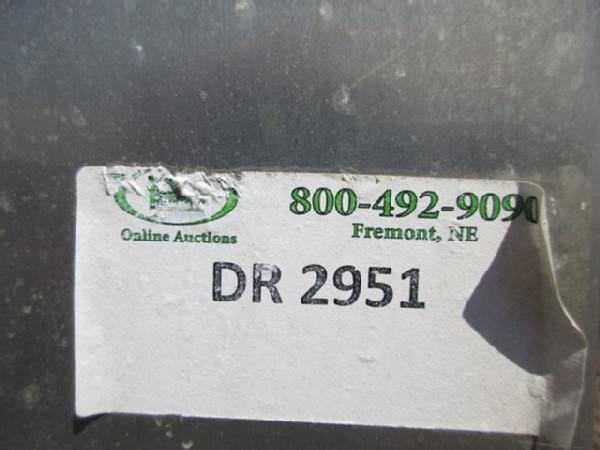 800-492-9090
Online Auctions
Fremont, NE
DR 2951